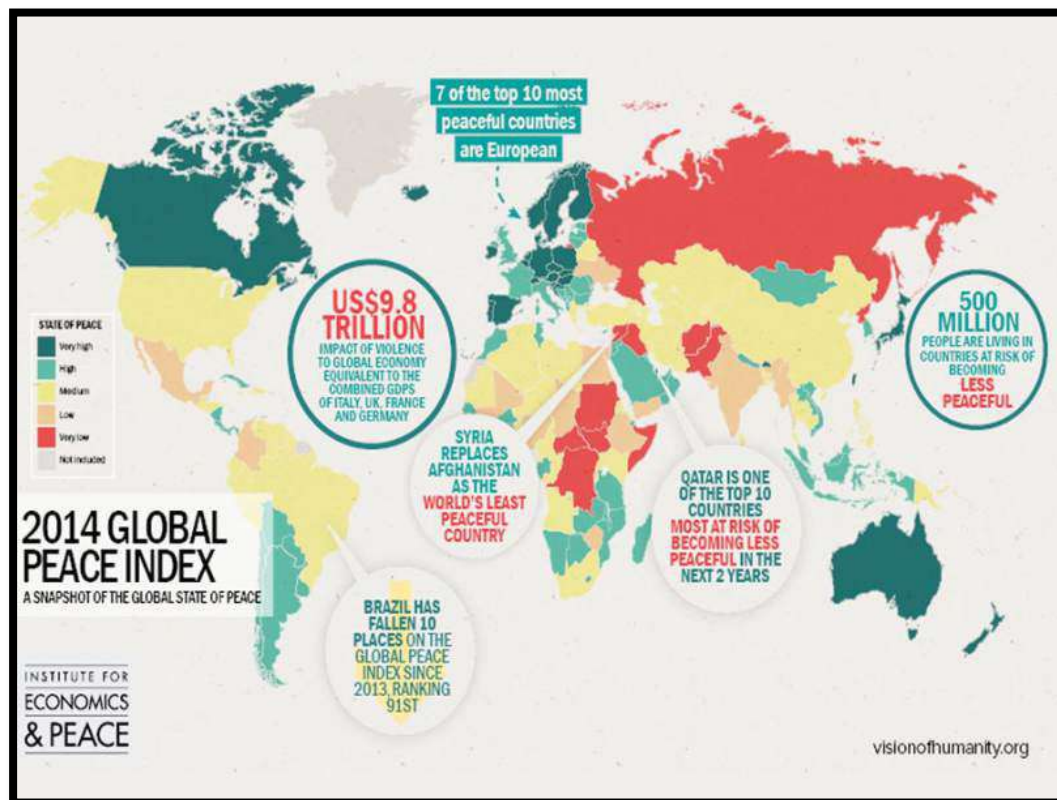 7 of the top 10 most
peaceful countries
are European
US$9.8
TRILLION
IMPACT OF VIOLENCE
TO GLOBAL ECONOMY
EQUIVALENT TO THE
COMBINED GDPS
OF ITALY, UK, FRANCE
AND GERMANY
500
MILLION
PEOPLE ARE LIVING IN
COUNTRIES AT RISK OF
BECOMING
LESS
PEACEFUL
STATE OF PEACE
Very high
High
Medium
Low
Very low
Not included
SYRIA
REPLACES
AFGHANISTAN
AS THE
WORLD'S LEAST
PEACEFUL
COUNTRY
QATAR IS ONE
OF THE TOP 10
COUNTRIES
MOST AT RISK OF
BECOMING LESS
PEACEFUL IN THE
NEXT 2 YEARS
2014 GLOBAL
PEACE INDEX
A SNAPSHOT OF THE GLOBAL STATE OF PEACE
BRAZIL HAS
FALLEN 10
PLACES ON THE
GLOBAL PEACE
INDEX SINCE
2013, RANKING
91ST
INSTITUTE FOR
ECONOMICS
& PEACE
visionofhumanity.org